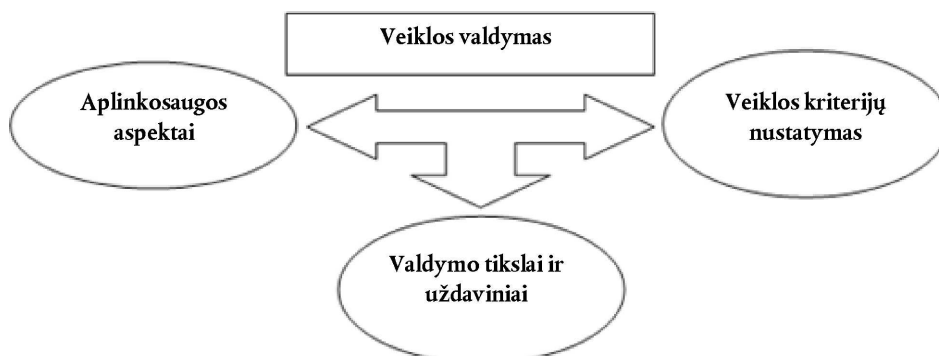 Veiklos valdymas
Aplinkosaugos
aspektai
Veiklos kriterijų
nustatymas
Valdymo tikslai ir
uždaviniai